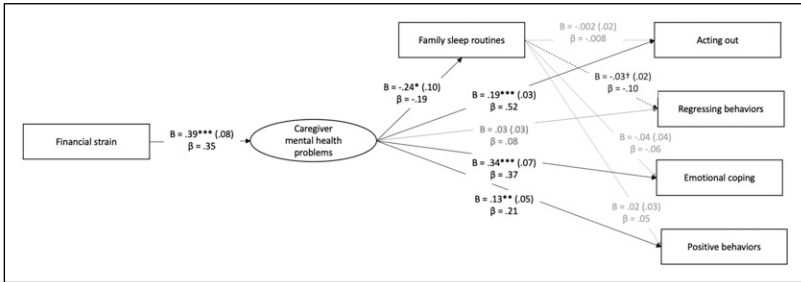 Family sleep routines
B = -.002 (.02)
β = -.008
Acting out
B = -.24* (.10)
β = -.19
B = .19*** (.03)
β = .52
B = -.03† (.02)
β = -.10
Regressing behaviors
Financial strain
B = .39*** (.08)
β = .35
Caregiver
mental health
problems
B = .03 (.03)
β = .08
B = -.04 (.04)
β = -.06
B = .34*** (.07)
β = .37
Emotional coping
B = .13** (.05)
β = .21
B = .02 (.03)
β = .05
Positive behaviors